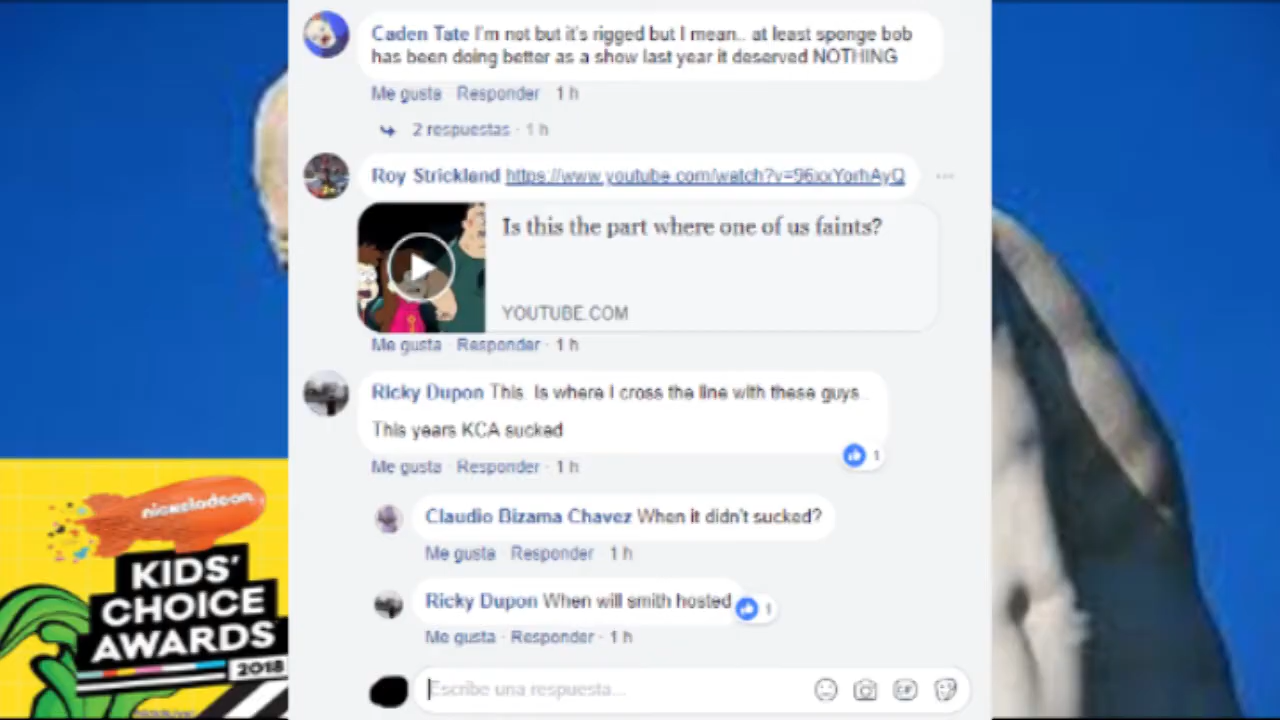 Caden Tate I'm not but it's rigged but I mean.. at least sponge bob
has been doing better as a show last year it deserved NOTHING
Me gusta · Responder · 1 h
2 respuestas · 1 h
Roy Strickland https://www.youtube.com/watch?v=96xxYorhAyQ
Is this the part where one of us faints?
YOUTUBE.COM
Me gusta · Responder · 1 h
Ricky Dupon This. Is where I cross the line with these guys..
This years KCA sucked
1
Me gusta · Responder · 1 h
Claudio Bizama Chavez When it didn't sucked?
Me gusta · Responder · 1 h
Ricky Dupon When will smith hosted
1
Me gusta · Responder · 1 h
Escribe una respuesta...
GIF
nickelodeon
KIDS'
CHOICE
AWARDS
2018